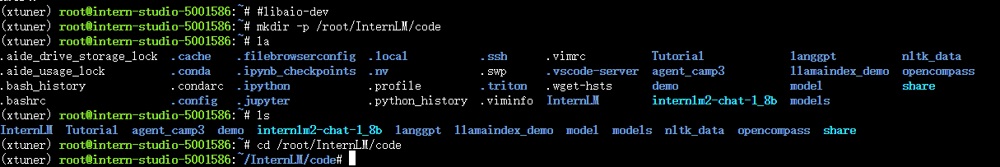 (xtuner) root@intern-studio-5001586:~# #libaio-dev
(xtuner) root@intern-studio-5001586:~# mkdir -p /root/InternLM/code
(xtuner) root@intern-studio-5001586:~# la
.aide_drive_storage_lock .cache .filebrowserconfig .local .ssh .vimrc Tutorial langgpt nltk_data
.aide_usage_lock .conda .ipynb_checkpoints .nv .swp .vscode-server agent_camp3 llamaindex_demo opencompass
.bash_history .condarc .ipython .profile .triton .wget-hsts demo model share
.bashrc .config .jupyter .python_history .viminfo InternLM internlm2-chat-1_8b models
(xtuner) root@intern-studio-5001586:~# ls
InternLM Tutorial agent_camp3 demo internlm2-chat-1_8b langgpt llamaindex_demo model models nltk_data opencompass share
(xtuner) root@intern-studio-5001586:~# cd /root/InternLM/code
(xtuner) root@intern-studio-5001586:~/InternLM/code#